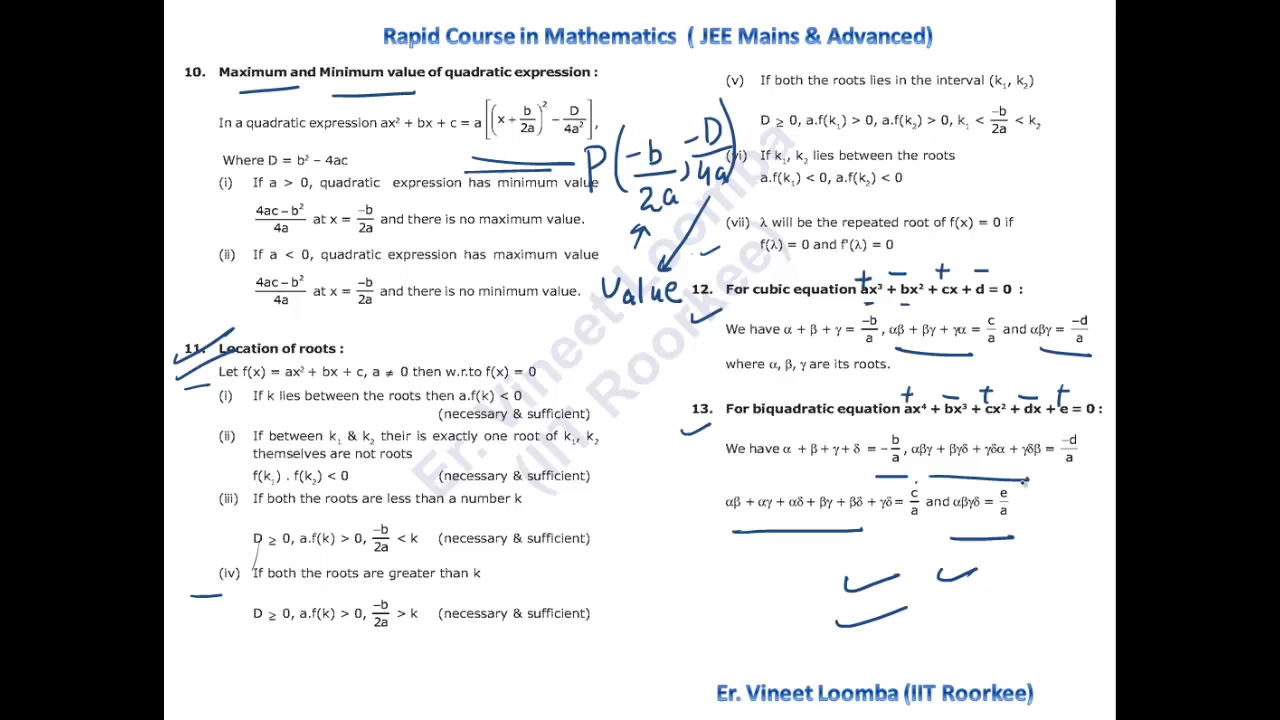 Rapid Course in Mathematics ( JEE Mains & Advanced)
10. Maximum and Minimum value of quadratic expression :
In a quadratic expression ax² + bx + c = a [(x + b/2a)² − D/4a²],
Where D = b² − 4ac
(i) If a > 0, quadratic expression has minimum value
4ac − b²/4a at x = −b/2a and there is no maximum value.
(ii) If a < 0, quadratic expression has maximum value
4ac − b²/4a at x = −b/2a and there is no minimum value.
P(−b/2a, −D/4a)
Value
11. Location of roots :
Let f(x) = ax² + bx + c, a ≠ 0 then w.r.to f(x) = 0
(i) If k lies between the roots then a.f(k) < 0
(necessary & sufficient)
(ii) If between k₁ & k₂ their is exactly one root of k₁, k₂
themselves are not roots
f(k₁) . f(k₂) < 0 (necessary & sufficient)
(iii) If both the roots are less than a number k
D ≥ 0, a.f(k) > 0, −b/2a < k (necessary & sufficient)
(iv) If both the roots are greater than k
D ≥ 0, a.f(k) > 0, −b/2a > k (necessary & sufficient)
(v) If both the roots lies in the interval (k₁, k₂)
D ≥ 0, a.f(k₁) > 0, a.f(k₂) > 0, k₁ < −b/2a < k₂
(vi) If k₁, k₂ lies between the roots
a.f(k₁) < 0, a.f(k₂) < 0
(vii) λ will be the repeated root of f(x) = 0 if
f(λ) = 0 and f'(λ) = 0
+ − + −
12. For cubic equation ax³ + bx² + cx + d = 0 :
We have α + β + γ = −b/a, αβ + βγ + γα = c/a and αβγ = −d/a
where α, β, γ are its roots.
+ − + − +
13. For biquadratic equation ax⁴ + bx³ + cx² + dx + e = 0 :
We have α + β + γ + δ = −b/a, αβγ + βγδ + γδα + γδβ = −d/a
αβ + αγ + αδ + βγ + βδ + γδ = c/a and αβγδ = e/a
Er. Vineet Loomba
(IIT Roorkee)
Er. Vineet Loomba (IIT Roorkee)